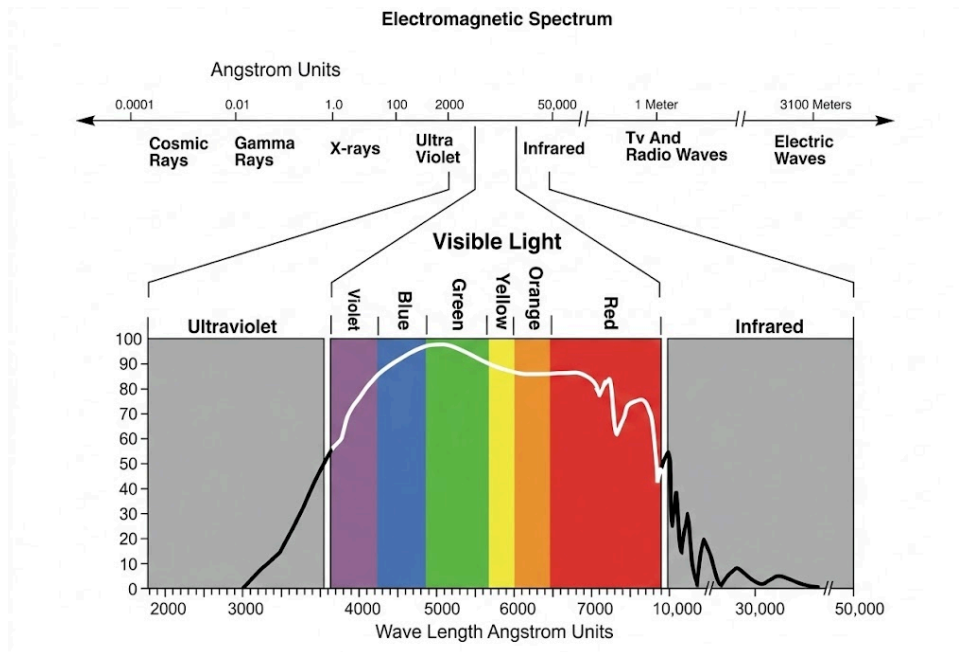 Electromagnetic Spectrum
Angstrom Units
0.0001 0.01 1.0 100 2000 50,000 1 Meter 3100 Meters
Cosmic Rays
Gamma Rays
X-rays
Ultra Violet
Infrared
Tv And Radio Waves
Electric Waves
Visible Light
Ultraviolet
Violet
Blue
Green
Yellow
Orange
Red
Infrared
100
90
80
70
60
50
40
30
20
10
0
2000 3000 4000 5000 6000 7000 10,000 30,000 50,000
Wave Length Angstrom Units